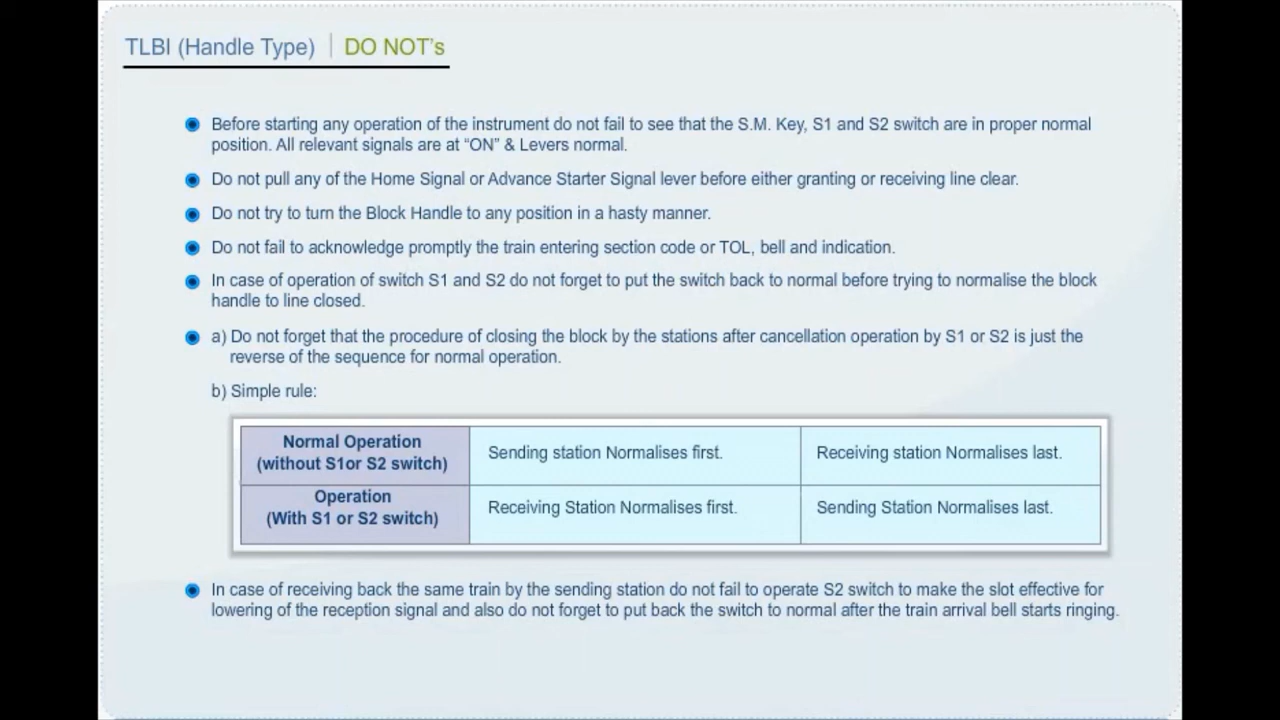 TLBI (Handle Type) | DO NOT's
Before starting any operation of the instrument do not fail to see that the S.M. Key, S1 and S2 switch are in proper normal
position. All relevant signals are at “ON” & Levers normal.
Do not pull any of the Home Signal or Advance Starter Signal lever before either granting or receiving line clear.
Do not try to turn the Block Handle to any position in a hasty manner.
Do not fail to acknowledge promptly the train entering section code or TOL, bell and indication.
In case of operation of switch S1 and S2 do not forget to put the switch back to normal before trying to normalise the block
handle to line closed.
a) Do not forget that the procedure of closing the block by the stations after cancellation operation by S1 or S2 is just the
reverse of the sequence for normal operation.
b) Simple rule:
Normal Operation
(without S1or S2 switch)
Sending station Normalises first.
Receiving station Normalises last.
Operation
(With S1 or S2 switch)
Receiving Station Normalises first.
Sending Station Normalises last.
In case of receiving back the same train by the sending station do not fail to operate S2 switch to make the slot effective for
lowering of the reception signal and also do not forget to put back the switch to normal after the train arrival bell starts ringing.